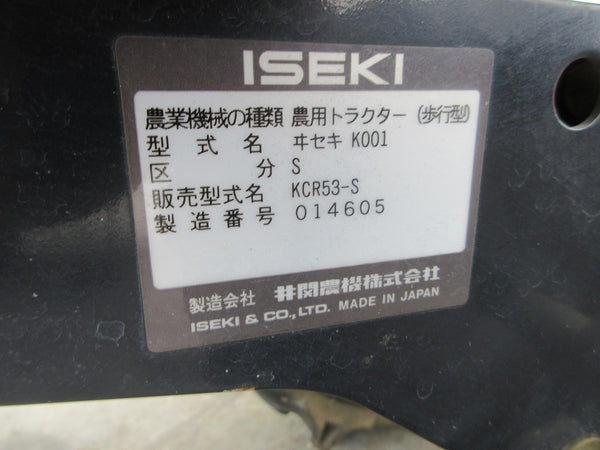 ISEKI
農業機械の種類 農用トラクター (歩行型)
型式名 ヰセキ K001
区分 S
販売型式名 KCR53-S
製造番号 014605
製造会社 井関農機株式会社
ISEKI & CO., LTD. MADE IN JAPAN